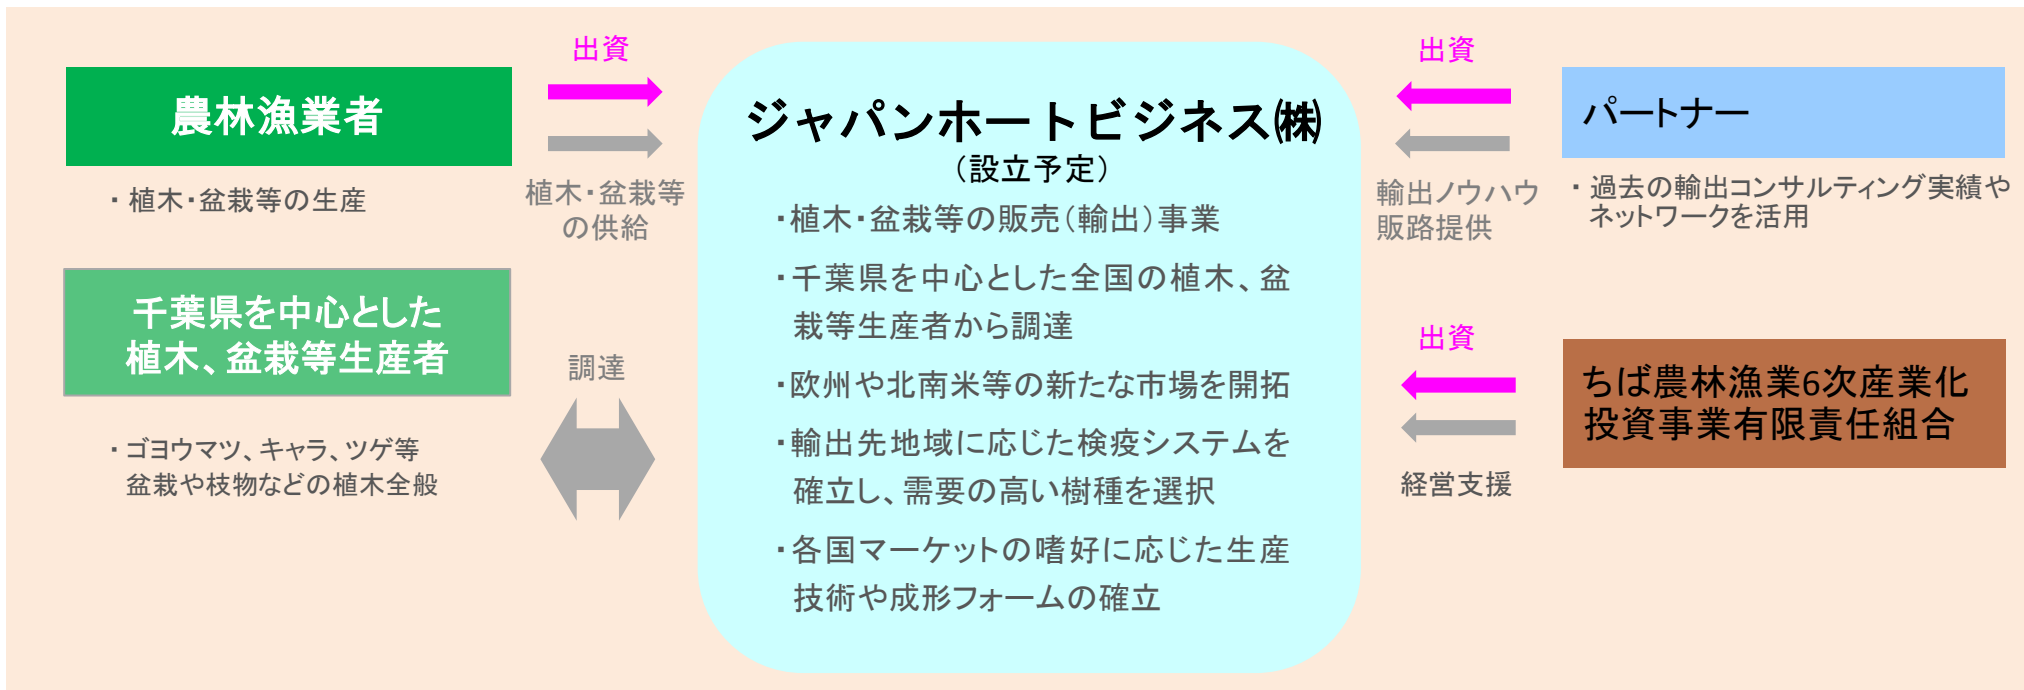 出資
農林漁業者
・植木・盆栽等の生産
植木・盆栽等
の供給
千葉県を中心とした
植木、盆栽等生産者
・ゴヨウマツ、キャラ、ツゲ等
盆栽や枝物などの植木全般
調達
ジャパンホートビジネス㈱
(設立予定)
・植木・盆栽等の販売(輸出)事業
・千葉県を中心とした全国の植木、盆
栽等生産者から調達
・欧州や北南米等の新たな市場を開拓
・輸出先地域に応じた検疫システムを
確立し、需要の高い樹種を選択
・各国マーケットの嗜好に応じた生産
技術や成形フォームの確立
出資
パートナー
輸出ノウハウ
販路提供
・過去の輸出コンサルティング実績や
ネットワークを活用
出資
ちば農林漁業6次産業化
投資事業有限責任組合
経営支援